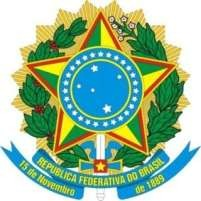 REPÚBLICA FEDERATIVA DO BRASIL
15 de Novembro
de 1889